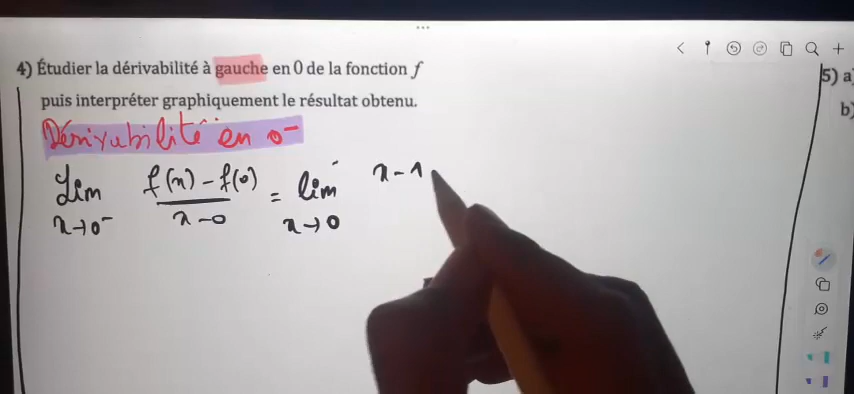 4) Étudier la dérivabilité à gauche en 0 de la fonction f
puis interpréter graphiquement le résultat obtenu.
5) a)
b)
Dérivabilité en 0-
Lim f(x) - f(0) = lim x - 1
x→0- x - 0 x→0